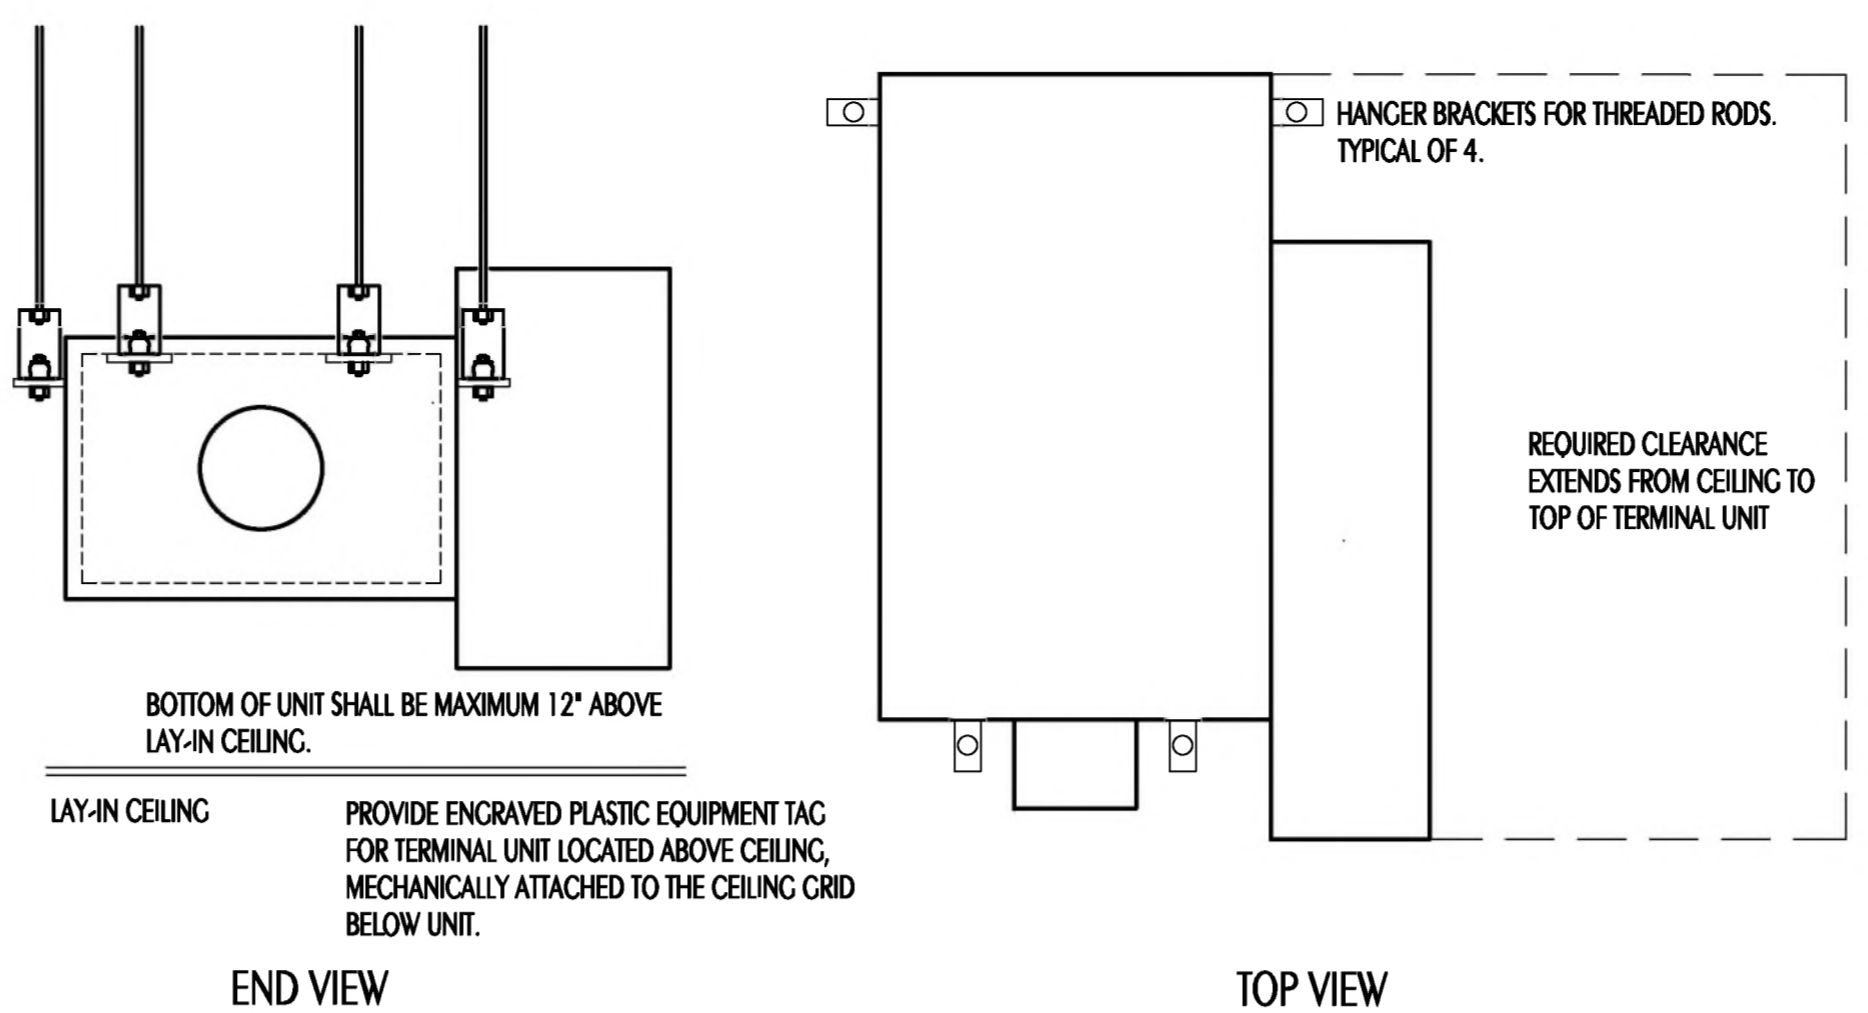 BOTTOM OF UNIT SHALL BE MAXIMUM 12" ABOVE
LAY-IN CEILING.
LAY-IN CEILING
PROVIDE ENGRAVED PLASTIC EQUIPMENT TAG
FOR TERMINAL UNIT LOCATED ABOVE CEILING,
MECHANICALLY ATTACHED TO THE CEILING GRID
BELOW UNIT.
END VIEW
HANGER BRACKETS FOR THREADED RODS.
TYPICAL OF 4.
REQUIRED CLEARANCE
EXTENDS FROM CEILING TO
TOP OF TERMINAL UNIT
TOP VIEW